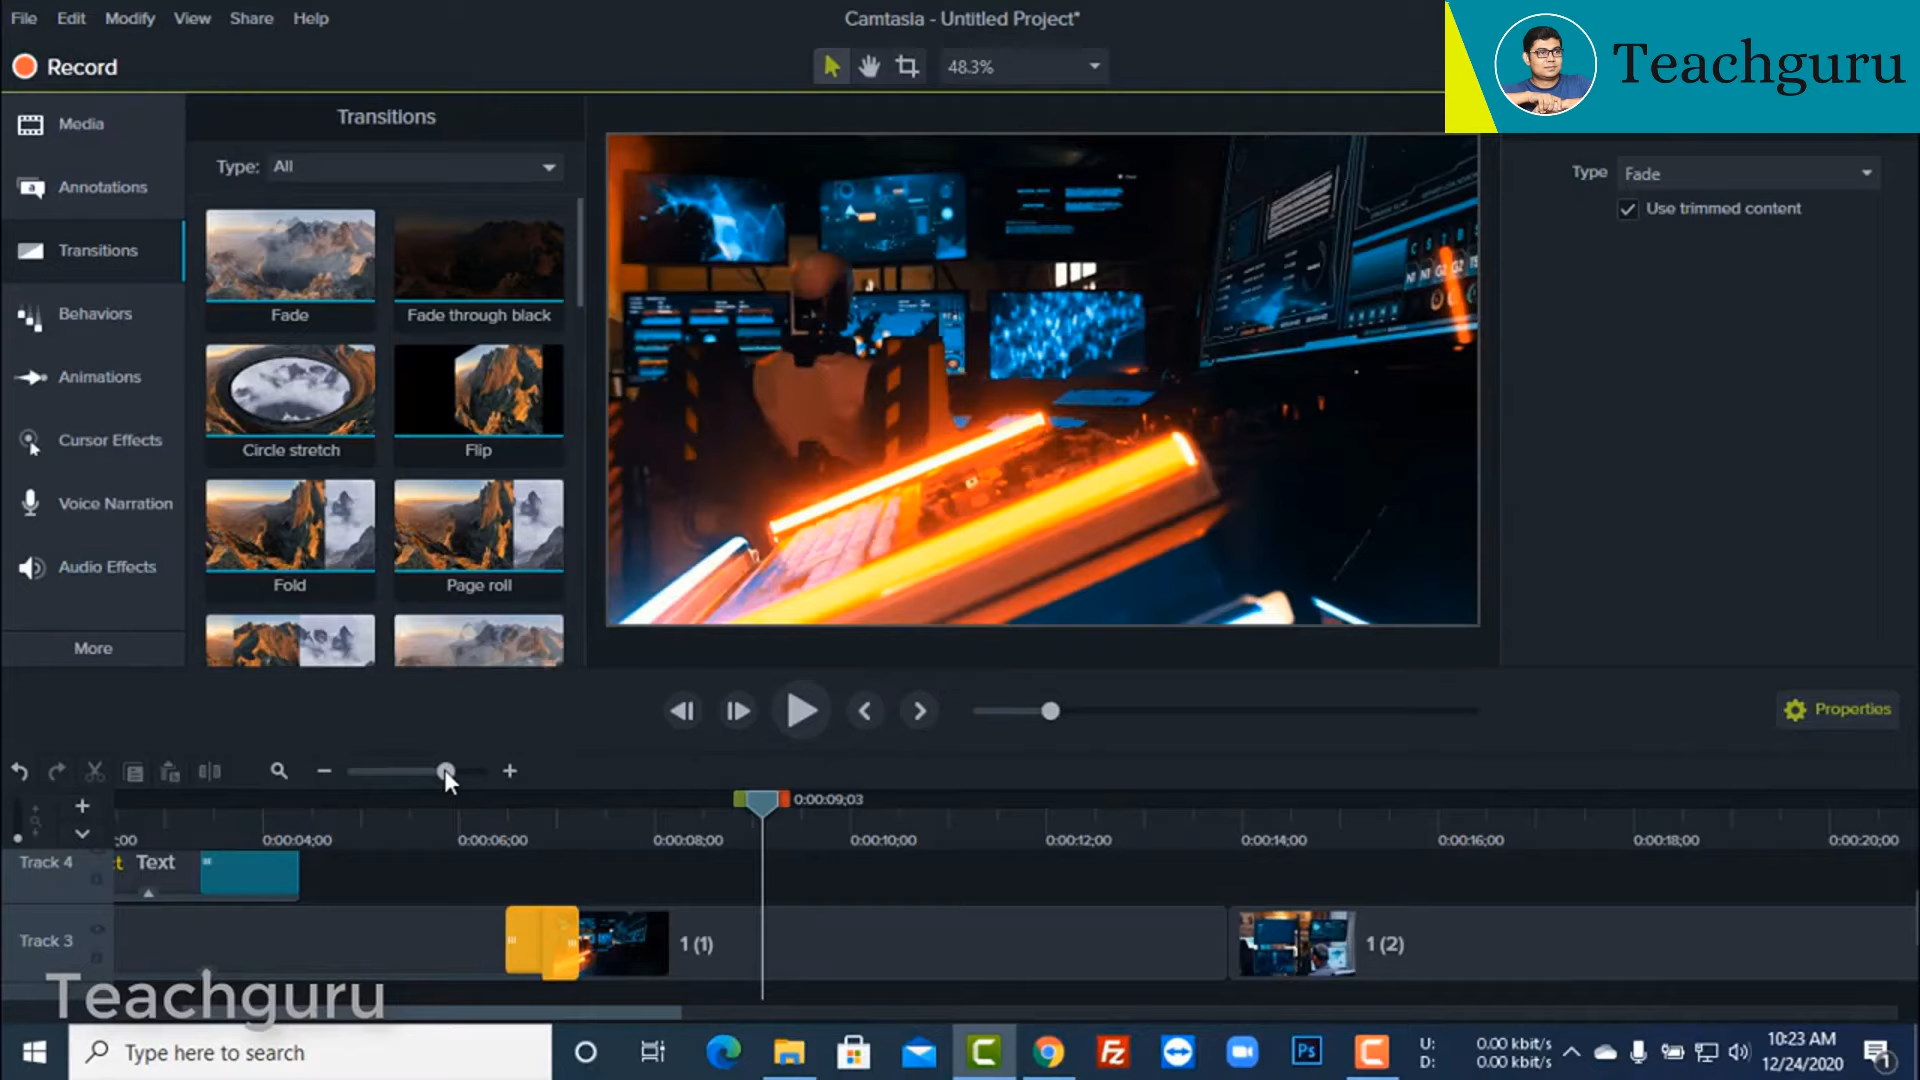 File Edit Modify View Share Help
Camtasia - Untitled Project*
Teachguru
Record
48.3%
Media
Annotations
Transitions
Behaviors
Animations
Cursor Effects
Voice Narration
Audio Effects
More
Transitions
Type: All
Fade
Fade through black
Circle stretch
Flip
Fold
Page roll
Type Fade
Use trimmed content
Properties
0:00:09;03
;00 0:00:04;00 0:00:06;00 0:00:08;00 0:00:10;00 0:00:12;00 0:00:14;00 0:00:16;00 0:00:18;00 0:00:20;00
Track 4
t Text
Track 3
1 (1)
1 (2)
Teachguru
Type here to search
Ps
U: 0.00 kbit/s
D: 0.00 kbit/s
10:23 AM
12/24/2020
1